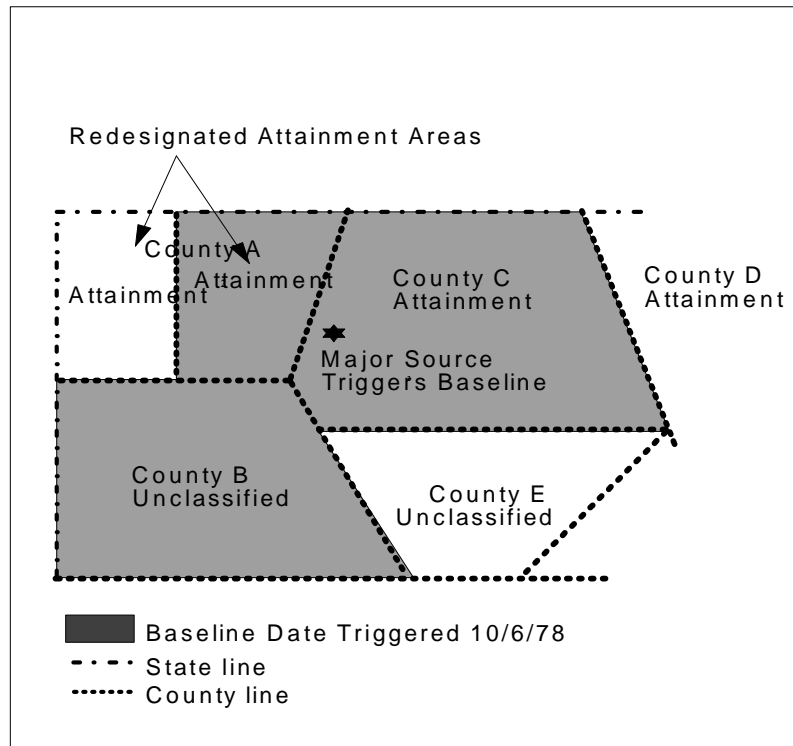 Redesignated Attainment Areas
County A
Attainment
Attainment
County C
Attainment
County D
Attainment
Major Source
Triggers Baseline
County B
Unclassified
County E
Unclassified
Baseline Date Triggered 10/6/78
State line
County line